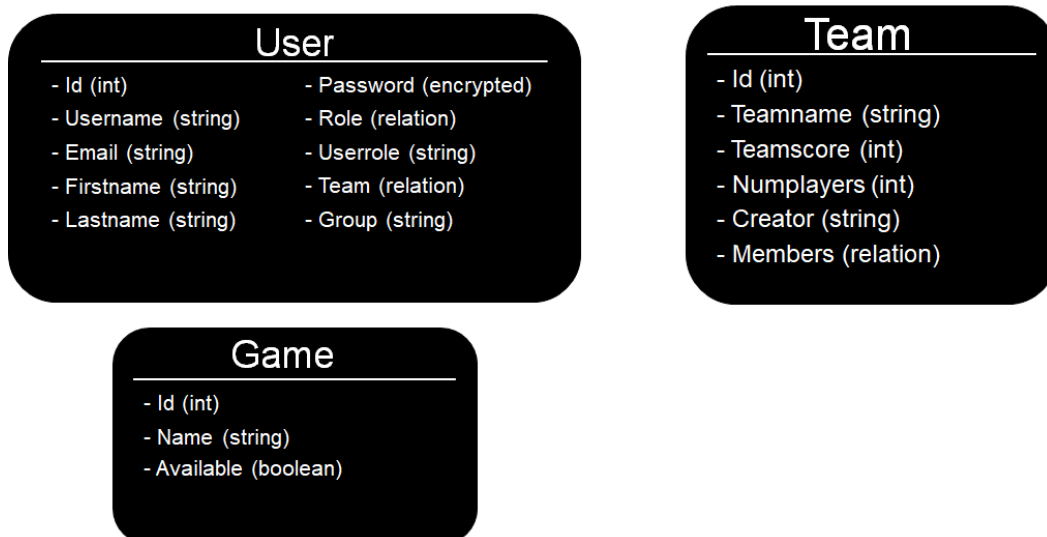 User
- Id (int)
- Username (string)
- Email (string)
- Firstname (string)
- Lastname (string)
- Password (encrypted)
- Role (relation)
- Userrole (string)
- Team (relation)
- Group (string)
Team
- Id (int)
- Teamname (string)
- Teamscore (int)
- Numplayers (int)
- Creator (string)
- Members (relation)
Game
- Id (int)
- Name (string)
- Available (boolean)